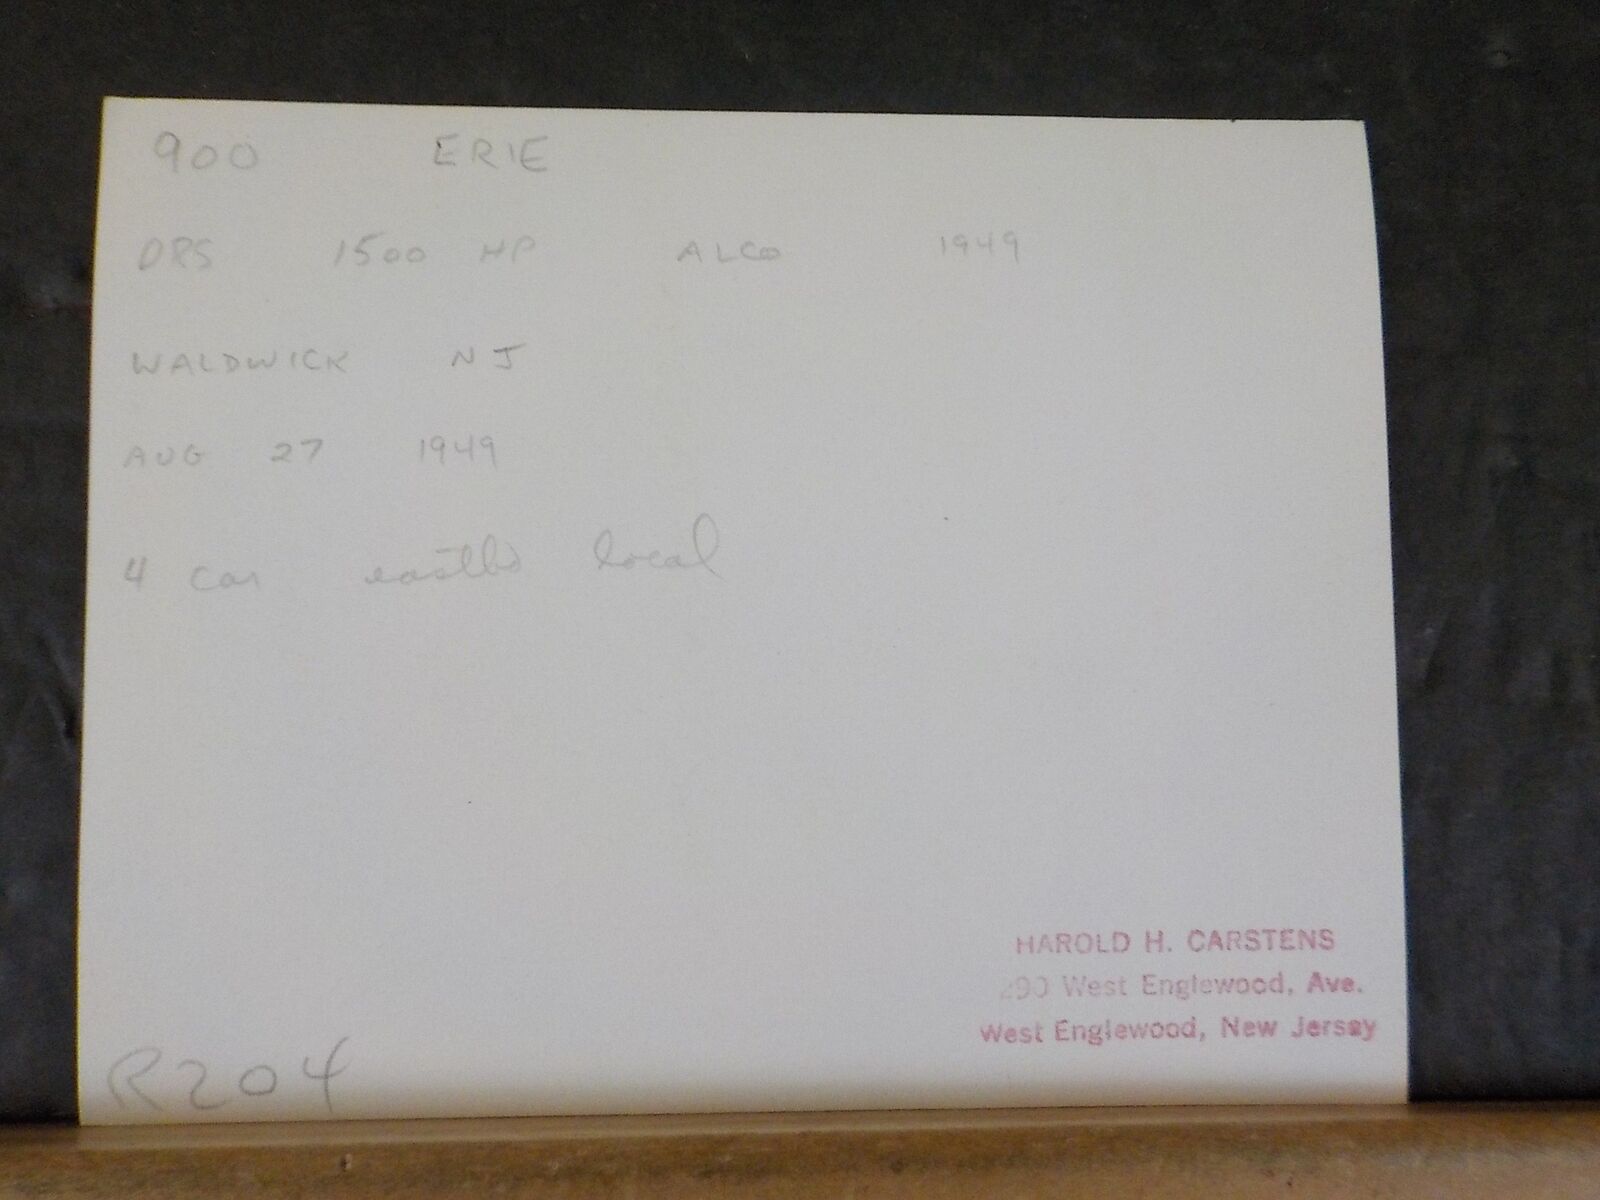 900 ERIE
DRS 1500 HP ALCO 1949
WALDWICK NJ
AUG 27 1949
4 car eastbd local
HAROLD H. CARSTENS
290 West Englewood, Ave.
West Englewood, New Jersey
R204